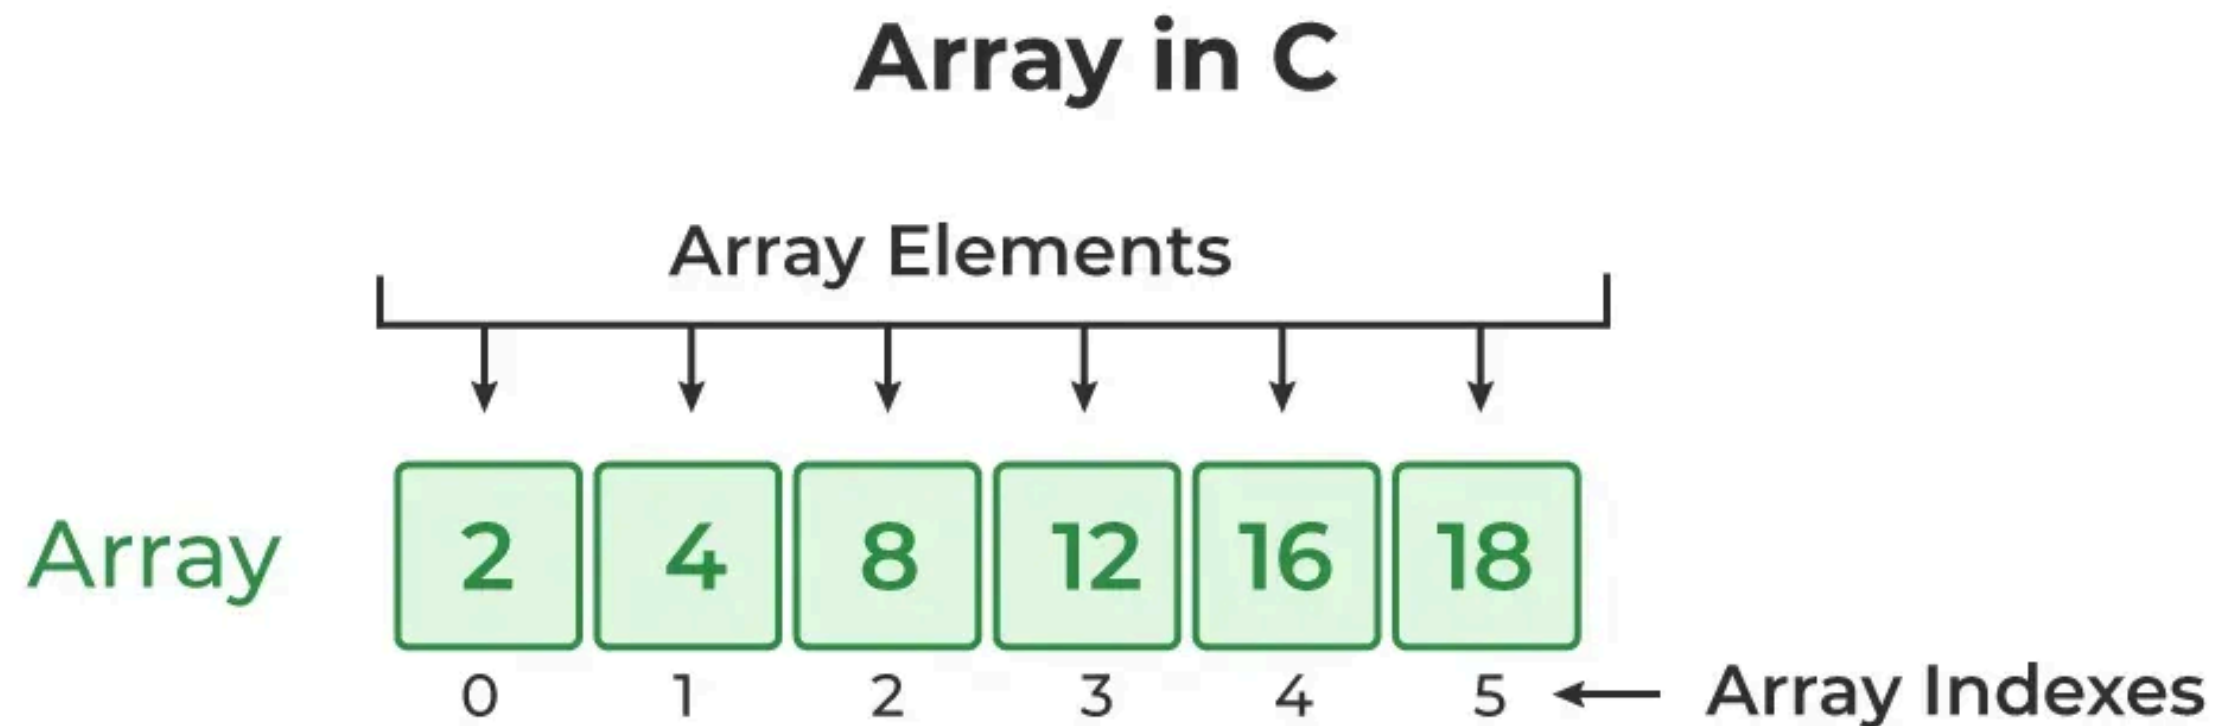 Array in C
Array Elements
Array 2 4 8 12 16 18
0 1 2 3 4 5 Array Indexes